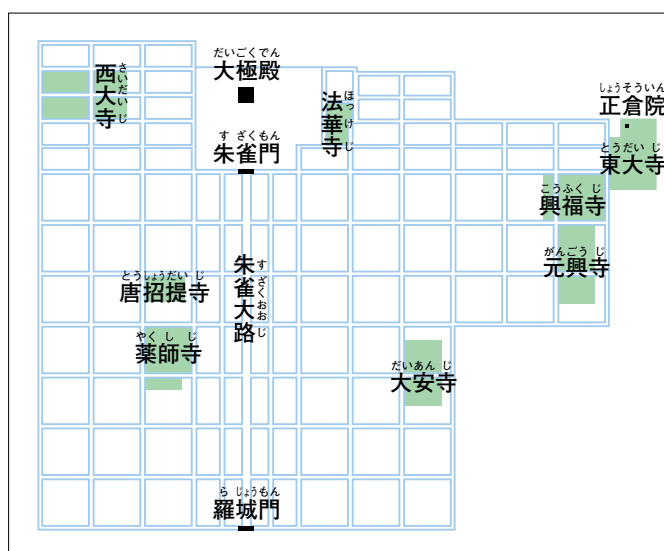 だいごくでん
大極殿
さいだいじ
西大寺
ほっけじ
法華寺
しょうそういん
正倉院
すざくもん
朱雀門
とうだいじ
東大寺
こうふくじ
興福寺
がんごうじ
元興寺
すざくおおじ
朱雀大路
とうしょうだいじ
唐招提寺
やくしじ
薬師寺
だいあんじ
大安寺
らじょうもん
羅城門